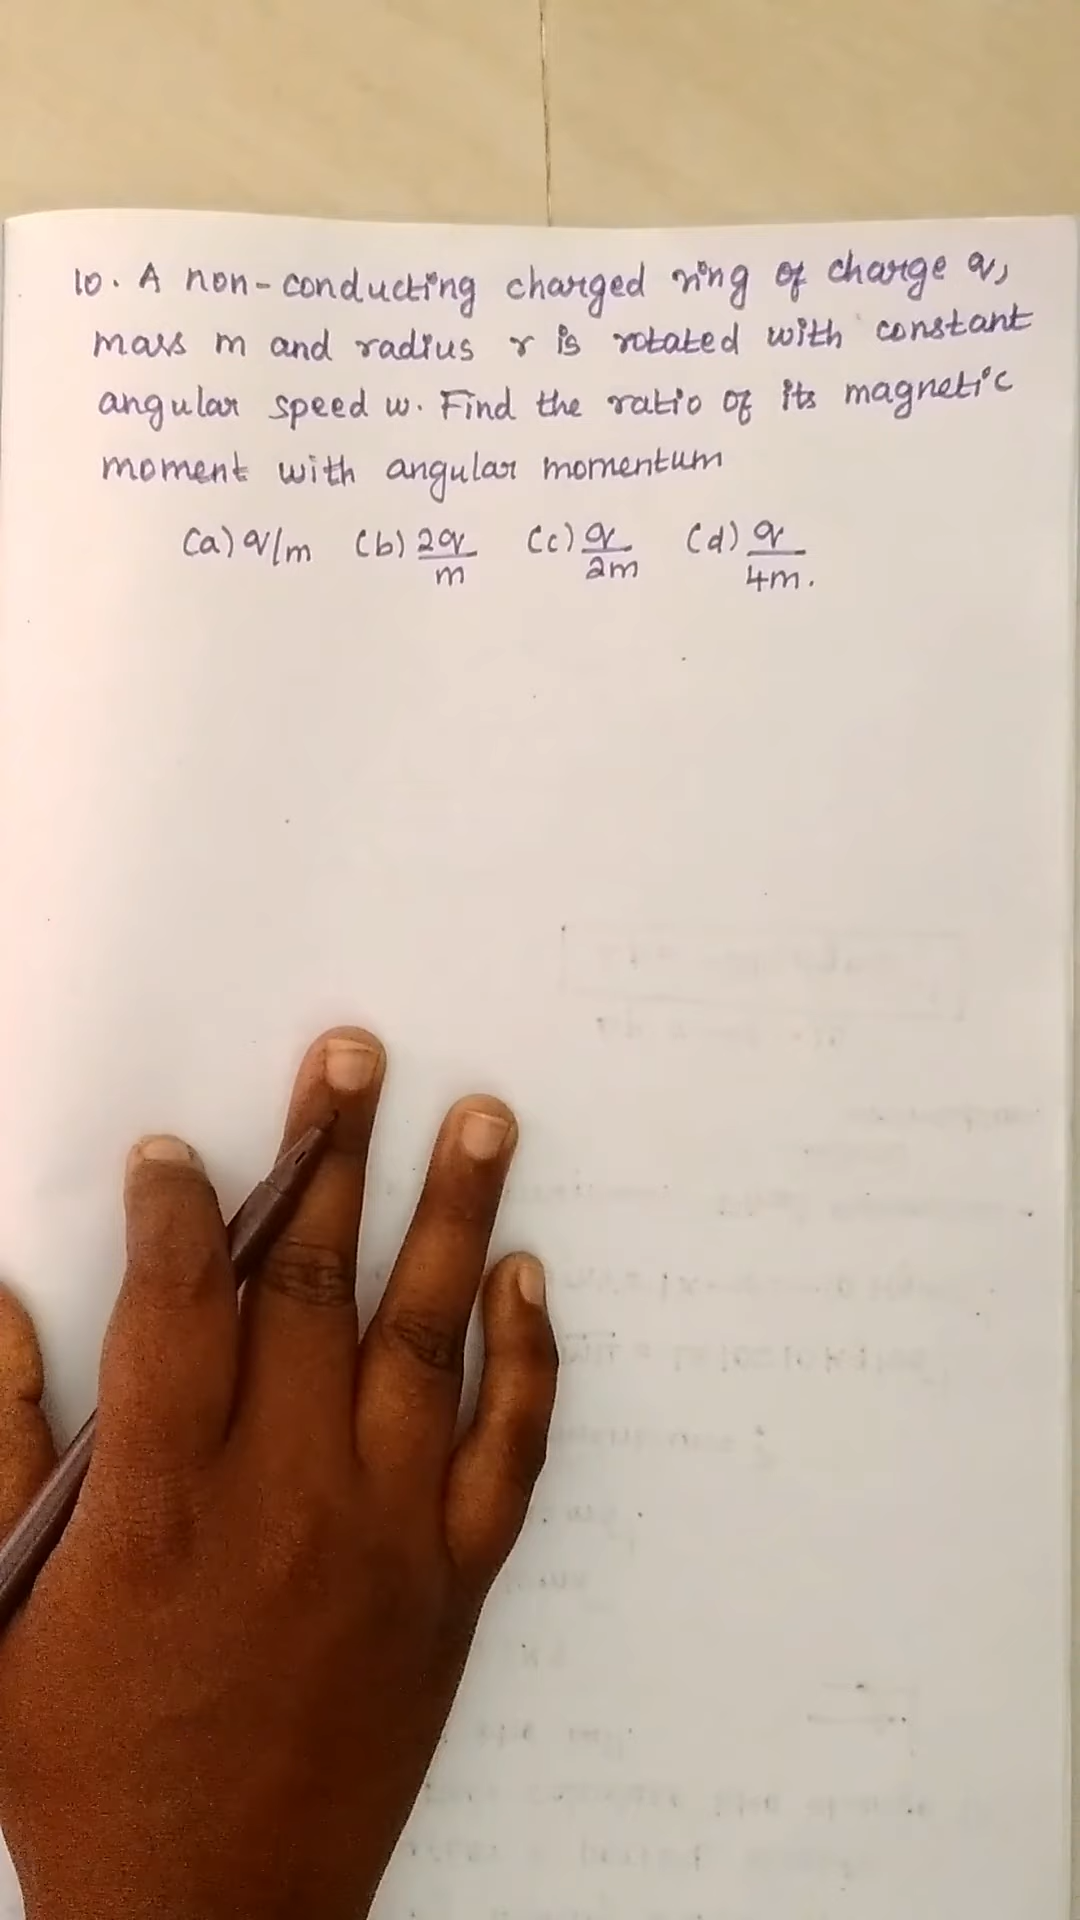 10. A non-conducting charged ring of charge q,
mass m and radius r is rotated with constant
angular speed w. Find the ratio of its magnetic
moment with angular momentum
(a) q/m (b) 2q/m (c) q/2m (d) q/4m.